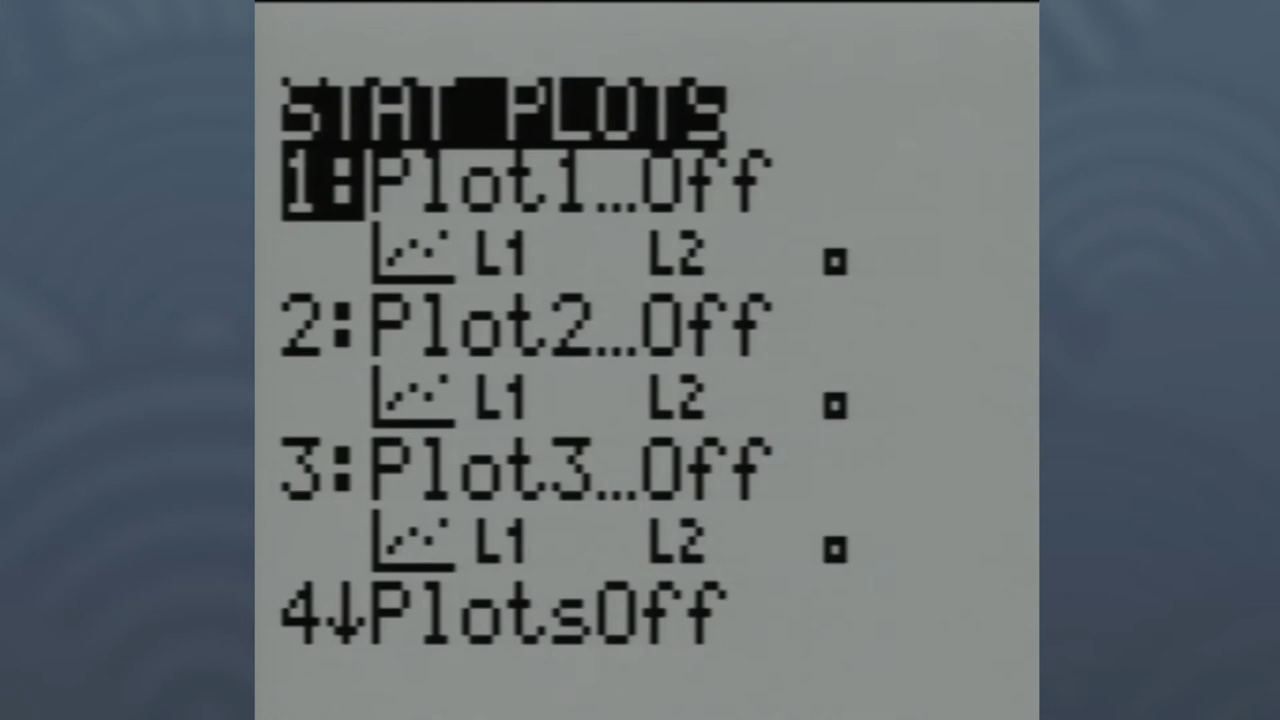 STAT PLOTS
1:Plot1…Off
L1 L2
2:Plot2…Off
L1 L2
3:Plot3…Off
L1 L2
4↓PlotsOff